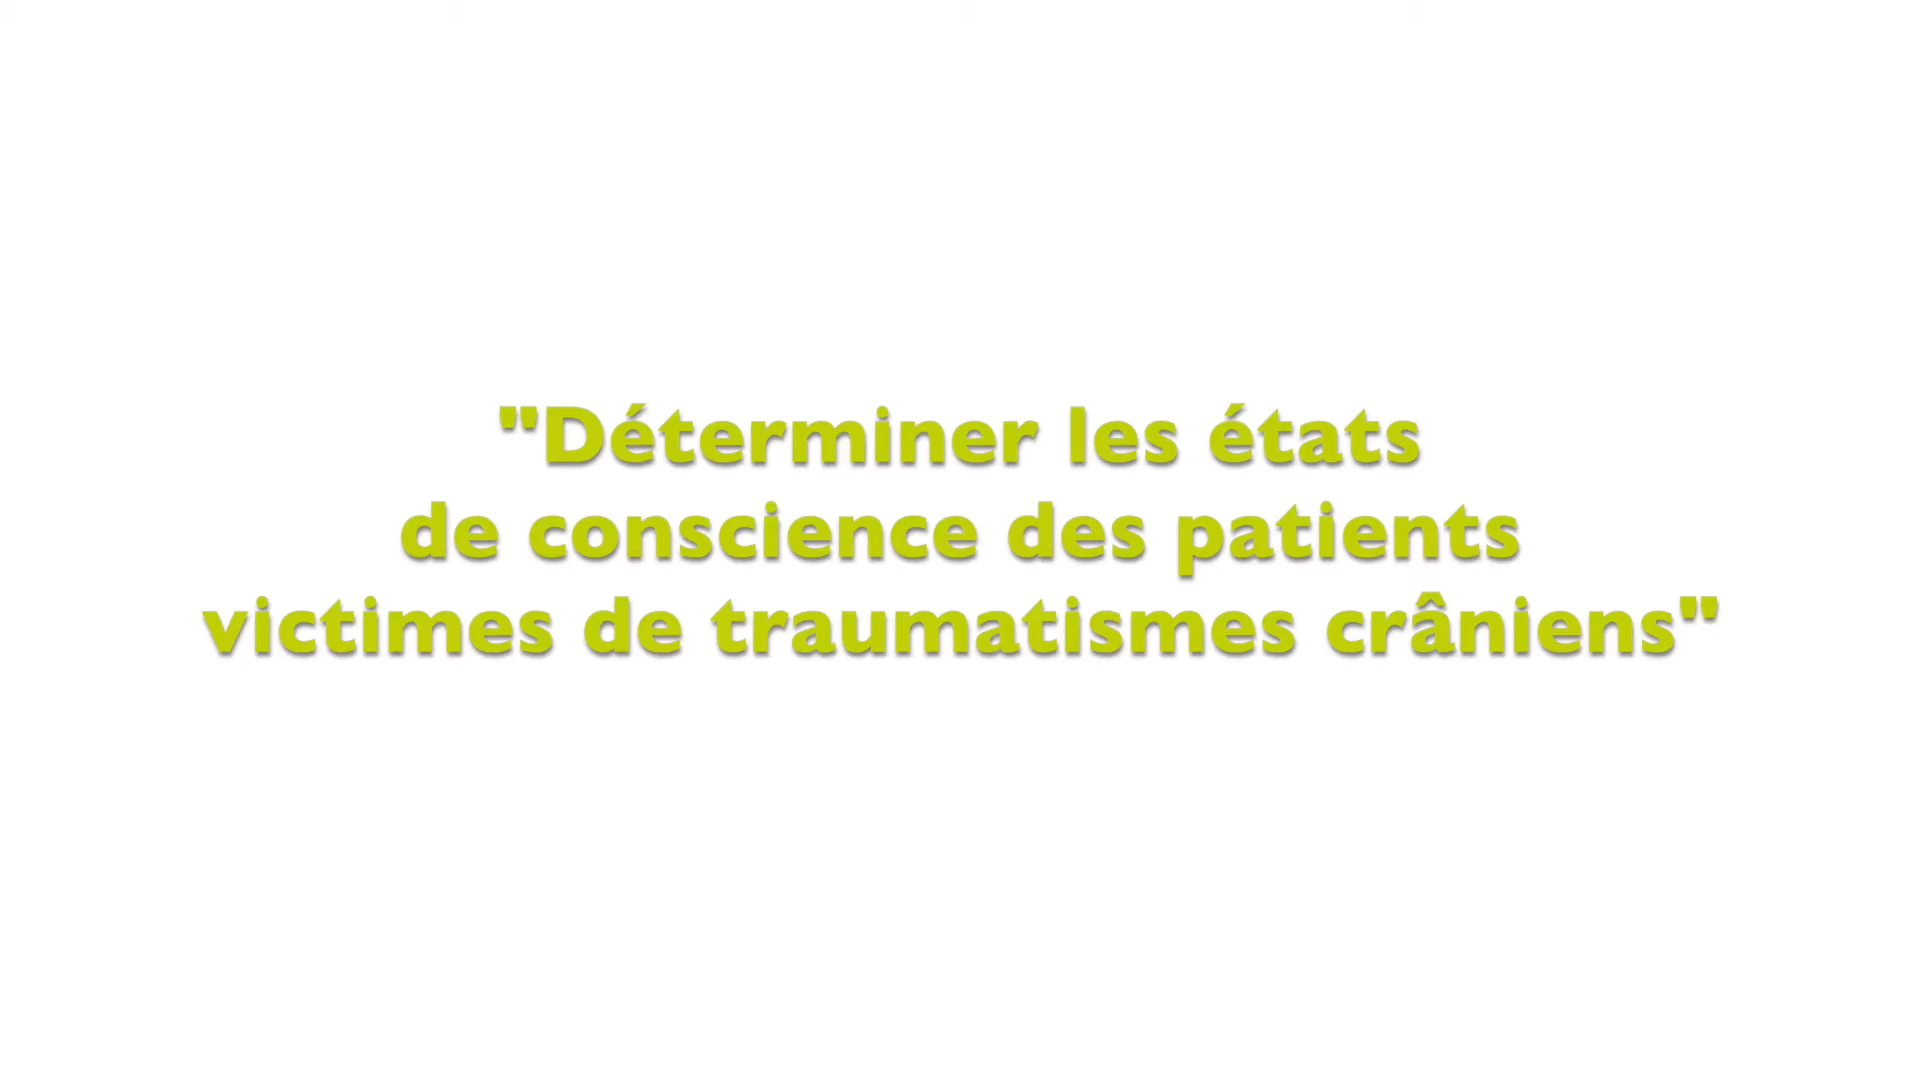 "Déterminer les états
de conscience des patients
victimes de traumatismes crâniens"